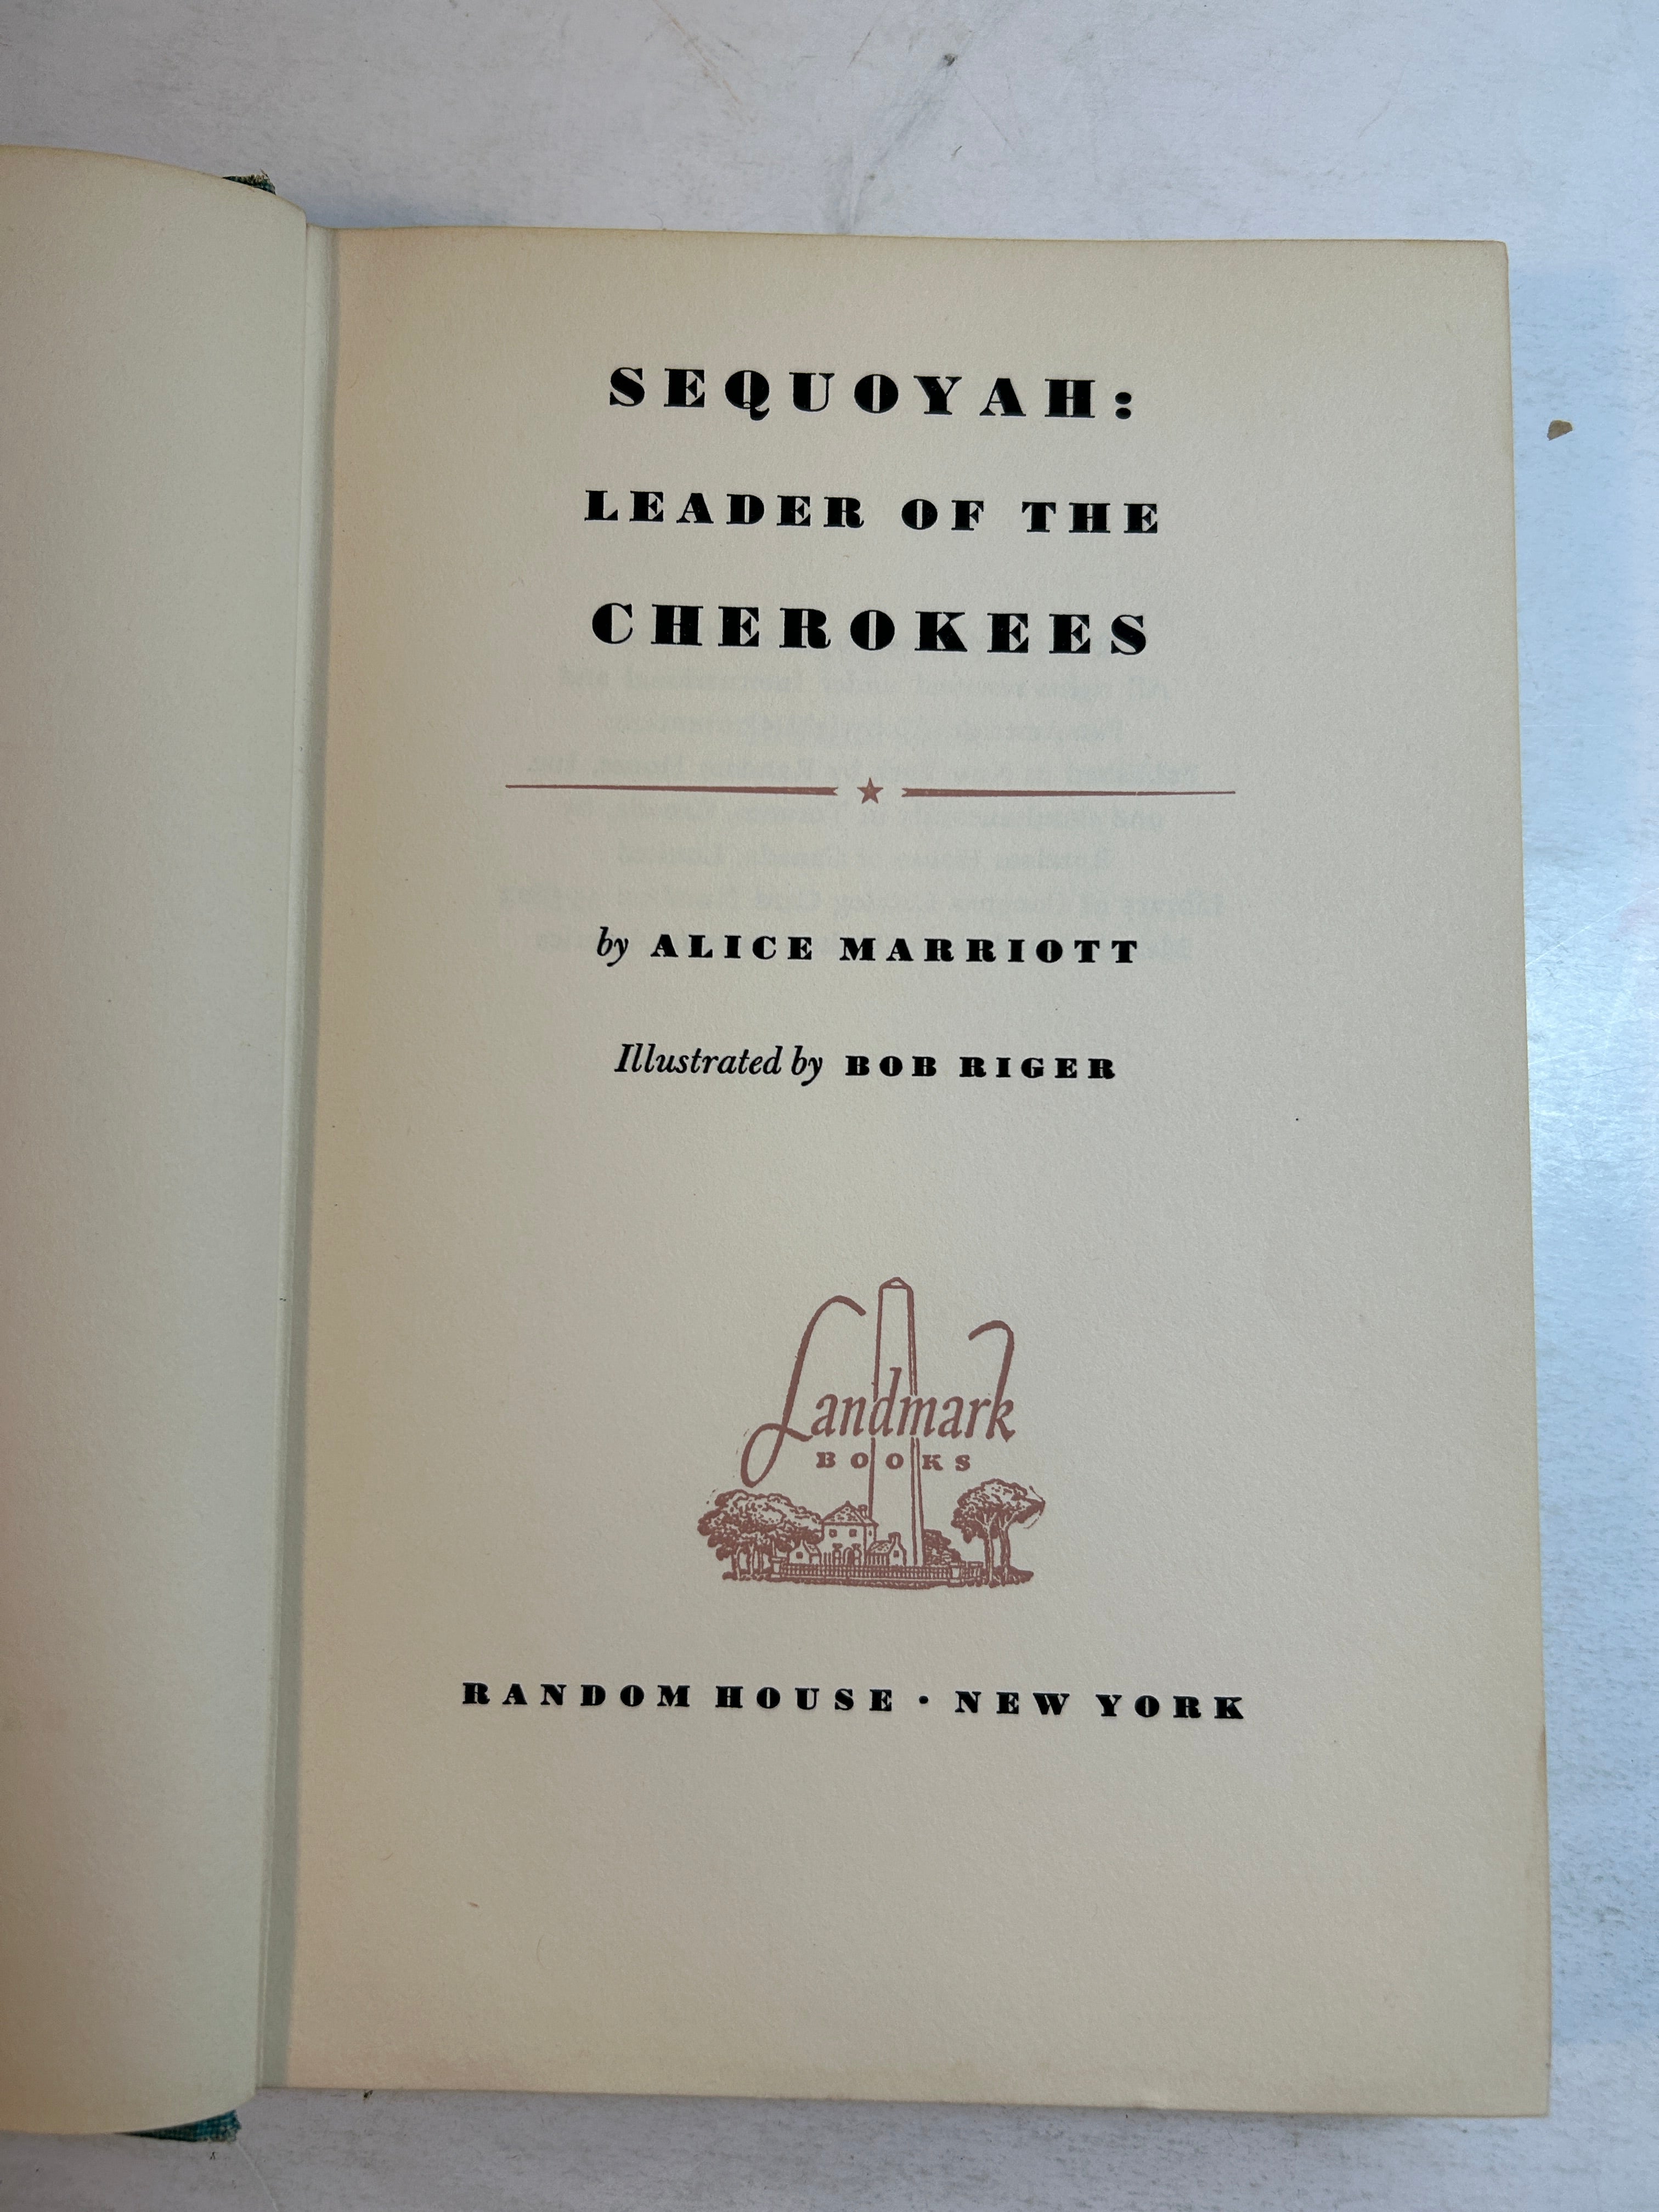 SEQUOYAH:
LEADER OF THE
CHEROKEES
by ALICE MARRIOTT
Illustrated by BOB RIGER
Landmark
BOOKS
RANDOM HOUSE • NEW YORK